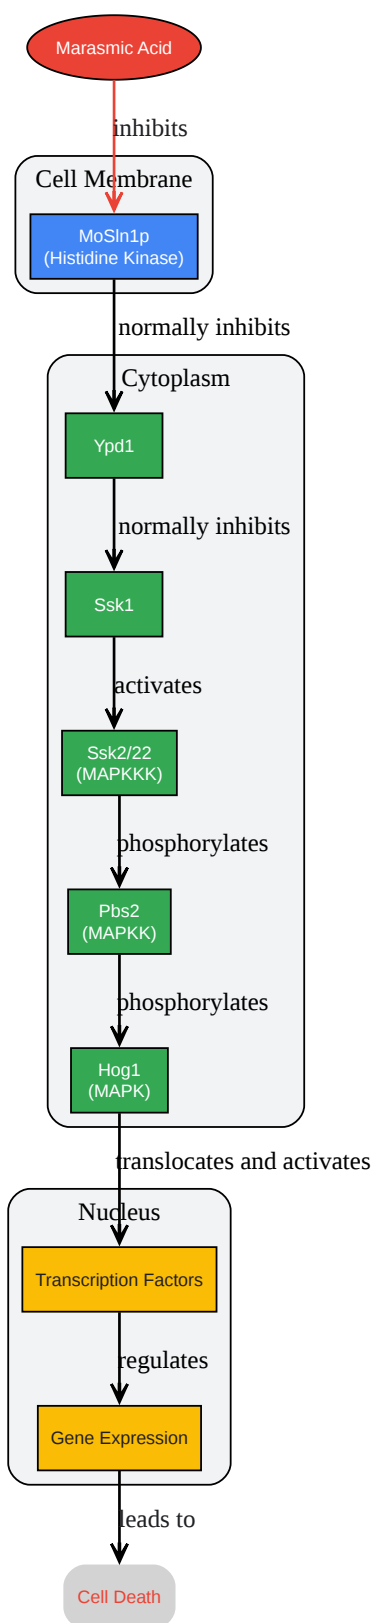 Marasmic Acid
inhibits
Cell Membrane
MoSln1p
(Histidine Kinase)
normally inhibits
Cytoplasm
Ypd1
normally inhibits
Ssk1
activates
Ssk2/22
(MAPKKK)
phosphorylates
Pbs2
(MAPKK)
phosphorylates
Hog1
(MAPK)
translocates and activates
Nucleus
Transcription Factors
regulates
Gene Expression
leads to
Cell Death